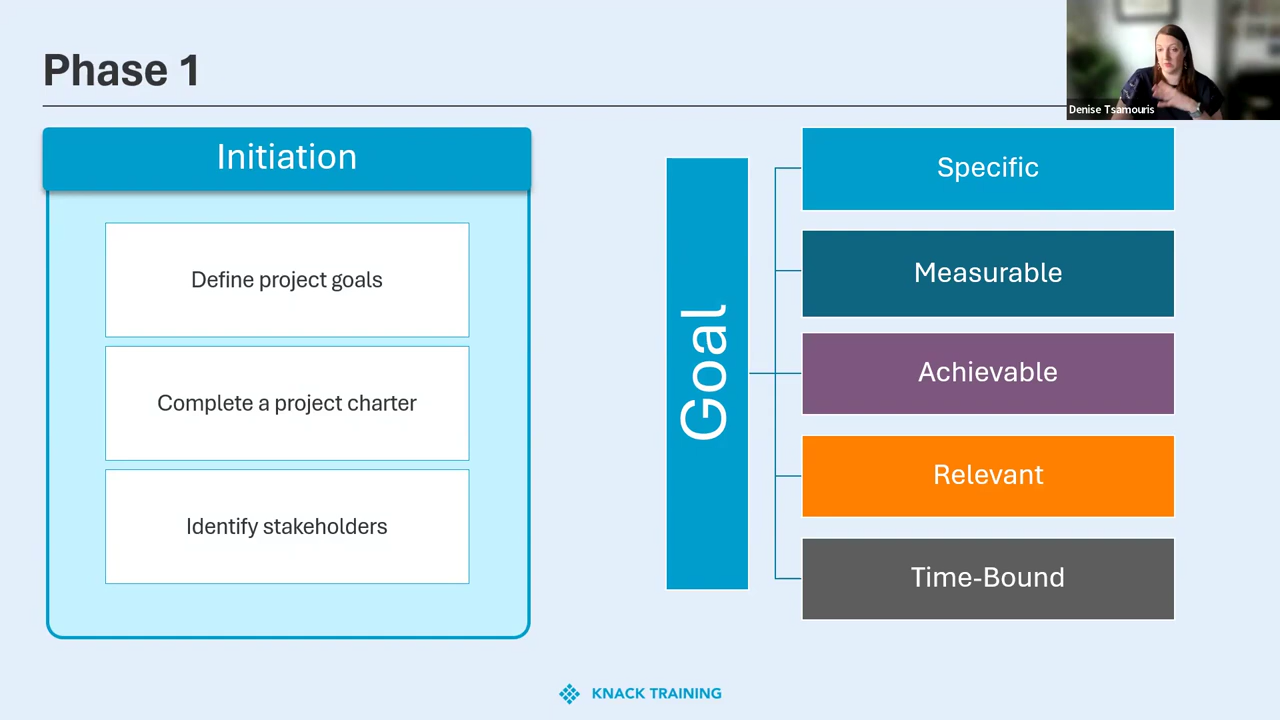 Phase 1
Denise Tsamouris
Initiation
Define project goals
Complete a project charter
Identify stakeholders
Goal
Specific
Measurable
Achievable
Relevant
Time-Bound
KNACK TRAINING